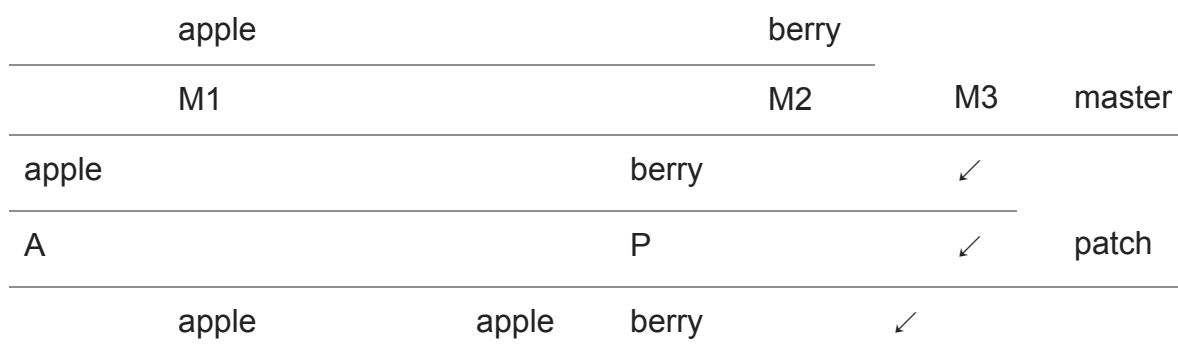 apple berry
M1 M2 M3 master
apple berry ↙
A P ↙ patch
apple apple berry ↙